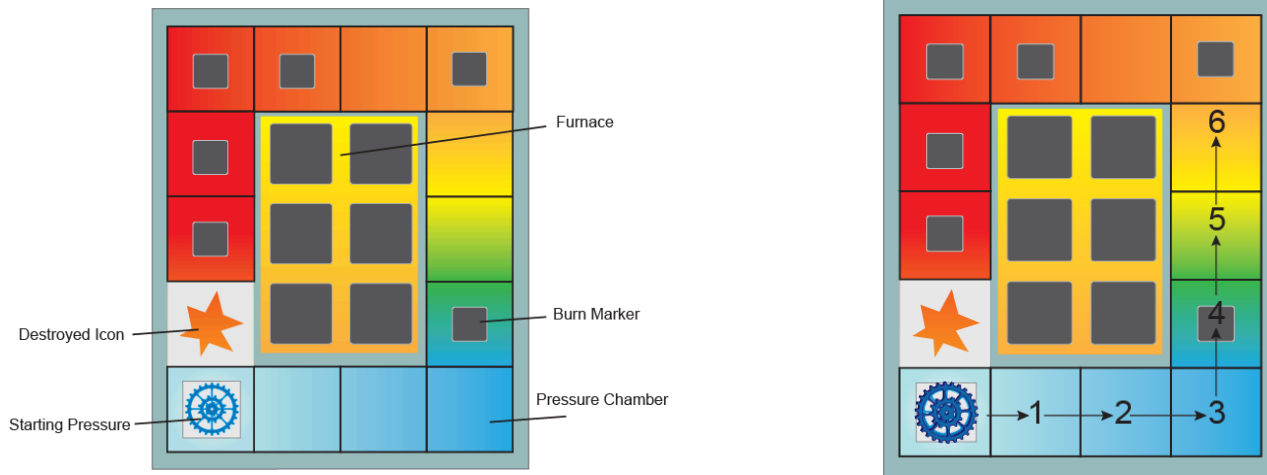 Furnace
Destroyed Icon
Burn Marker
Starting Pressure
Pressure Chamber
6
5
4
1
2
3